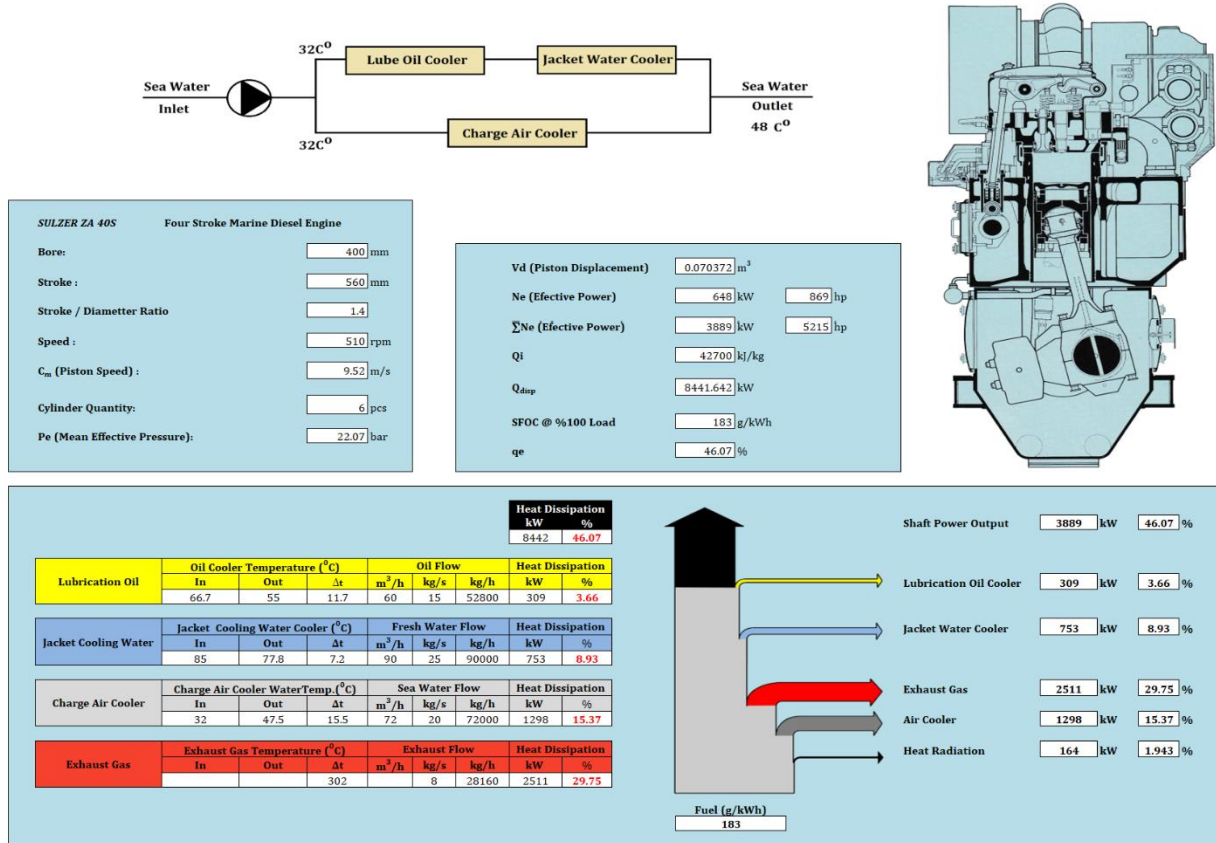 32C⁰
Lube Oil Cooler
Jacket Water Cooler
Sea Water
Inlet
Sea Water
Outlet
48 C⁰
Charge Air Cooler
32C⁰
SULZER ZA 40S Four Stroke Marine Diesel Engine
Bore: 400 mm
Stroke : 560 mm
Stroke / Diametter Ratio 1.4
Speed : 510 rpm
Cm (Piston Speed) : 9.52 m/s
Cylinder Quantity: 6 pcs
Pe (Mean Effective Pressure): 22.07 bar
Vd (Piston Displacement) 0.070372 m³
Ne (Efective Power) 648 kW 869 hp
∑Ne (Efective Power) 3889 kW 5215 hp
Qi 42700 kJ/kg
Qdisp 8441.642 kW
SFOC @ %100 Load 183 g/kWh
qe 46.07 %
Heat Dissipation
kW %
8442 46.07
Lubrication Oil
Oil Cooler Temperature (⁰C) Oil Flow Heat Dissipation
In Out Δt m³/h kg/s kg/h kW %
66.7 55 11.7 60 15 52800 309 3.66
Jacket Cooling Water
Jacket Cooling Water Cooler (⁰C) Fresh Water Flow Heat Dissipation
In Out Δt m³/h kg/s kg/h kW %
85 77.8 7.2 90 25 90000 753 8.93
Charge Air Cooler
Charge Air Cooler WaterTemp.(⁰C) Sea Water Flow Heat Dissipation
In Out Δt m³/h kg/s kg/h kW %
32 47.5 15.5 72 20 72000 1298 15.37
Exhaust Gas
Exhaust Gas Temperature (⁰C) Exhaust Flow Heat Dissipation
In Out Δt m³/h kg/s kg/h kW %
302 8 28160 2511 29.75
Shaft Power Output 3889 kW 46.07 %
Lubrication Oil Cooler 309 kW 3.66 %
Jacket Water Cooler 753 kW 8.93 %
Exhaust Gas 2511 kW 29.75 %
Air Cooler 1298 kW 15.37 %
Heat Radiation 164 kW 1.943 %
Fuel (g/kWh)
183